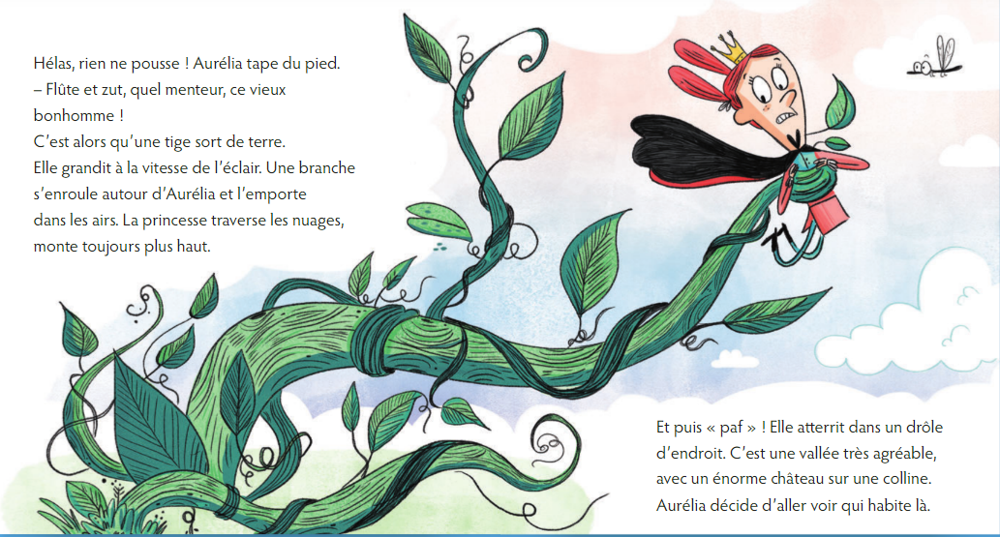 Hélas, rien ne pousse ! Aurélia tape du pied.
– Flûte et zut, quel menteur, ce vieux
bonhomme !
C’est alors qu’une tige sort de terre.
Elle grandit à la vitesse de l’éclair. Une branche
s’enroule autour d’Aurélia et l’emporte
dans les airs. La princesse traverse les nuages,
monte toujours plus haut.
Et puis « paf » ! Elle atterrit dans un drôle
d’endroit. C’est une vallée très agréable,
avec un énorme château sur une colline.
Aurélia décide d’aller voir qui habite là.